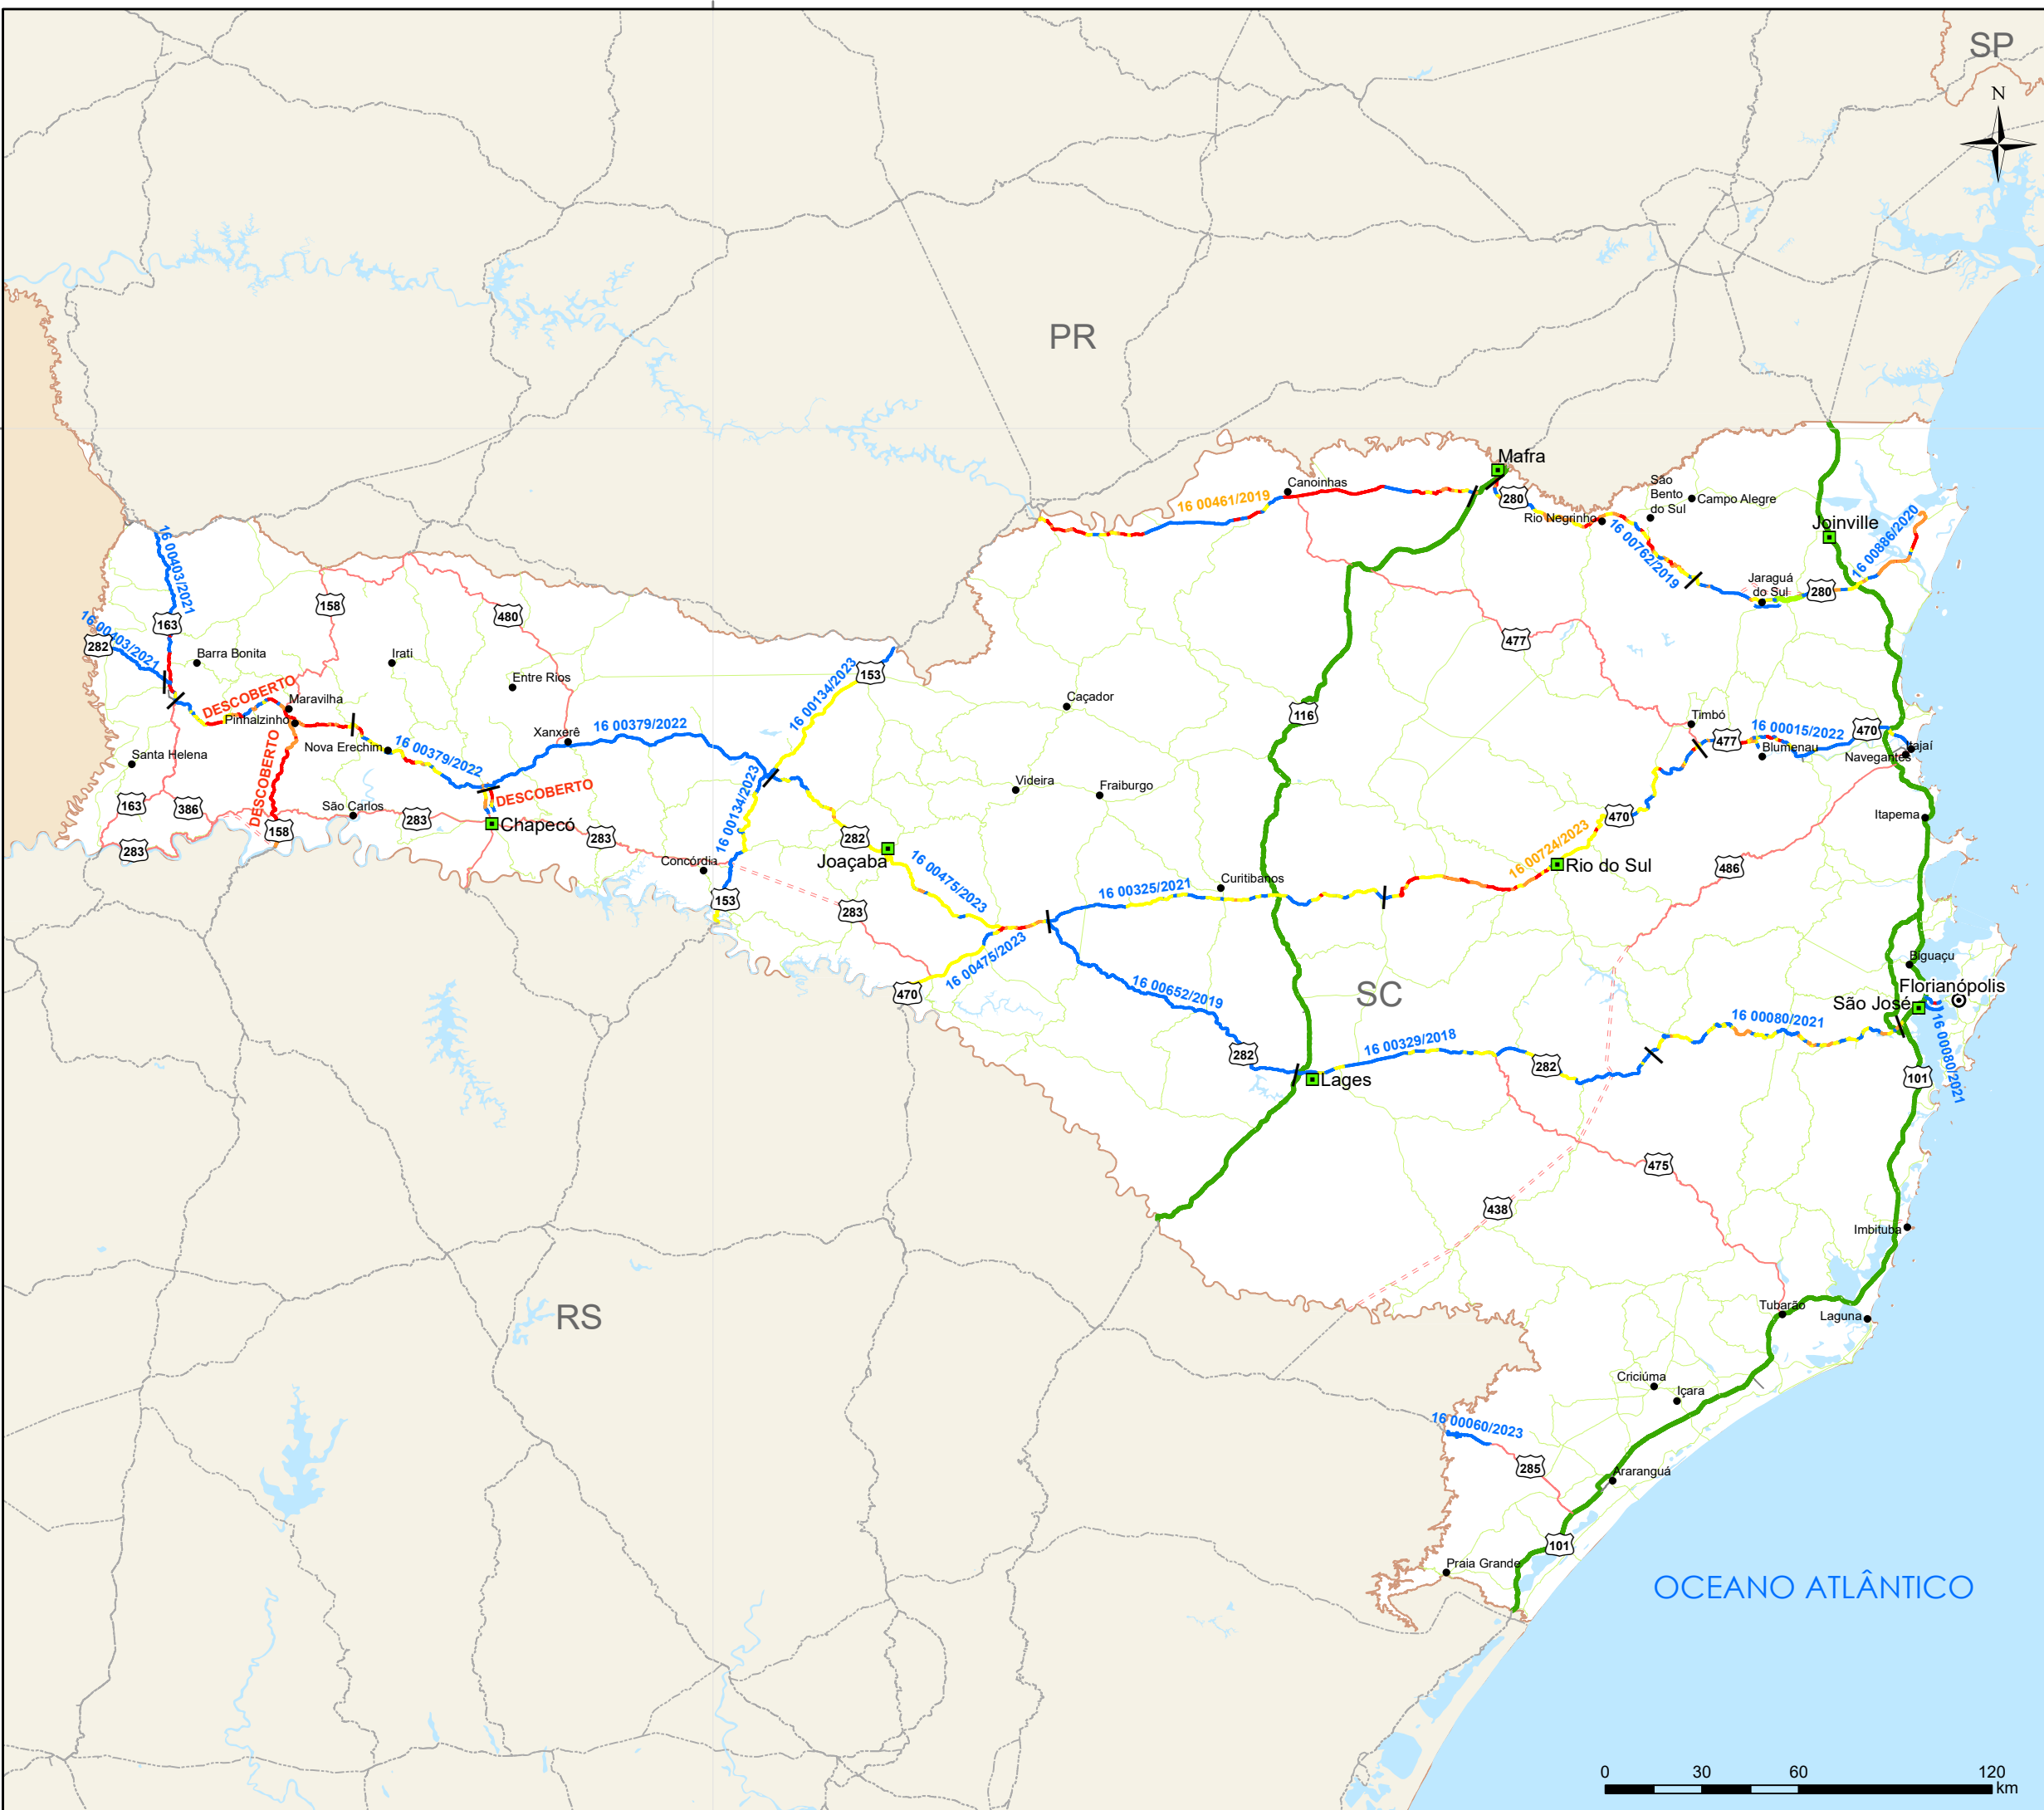 SP
N
PR
Mafra
Canoinhas
16 00461/2019
280
São
Bento
do Sul
Campo Alegre
Rio Negrinho
Joinville
16 00886/2020
16 00762/2019
Jaraguá
do Sul
280
16 00403/2021
163
158
480
477
16 00403/2021
282
Barra Bonita
Irati
Entre Rios
16 00134/2023
153
DESCOBERTO
Maravilha
Pinhalzinho
Caçador
116
Timbó
16 00015/2022
470
477
Blumenau
Itajaí
Navegantes
Xanxerê
16 00379/2022
Nova Erechim
16 00379/2022
Santa Helena
DESCOBERTO
DESCOBERTO
16 00134/2023
Videira
Fraiburgo
163
386
São Carlos
283
158
Chapecó
283
283
282
Joaçaba
470
Itapema
16 00724/2023
Rio do Sul
486
Concórdia
153
283
16 00475/2023
16 00325/2021
Curitibanos
16 00475/2023
470
16 00652/2019
SC
Biguaçu
Florianópolis
São José
16 00080/2021
16 00080/2021
16 00329/2018
282
282
Lages
101
475
438
Imbituba
RS
Tubarão
Laguna
Criciúma
Içara
16 00060/2023
285
Araranguá
101
Praia Grande
OCEANO ATLÂNTICO
0 30 60 120
km